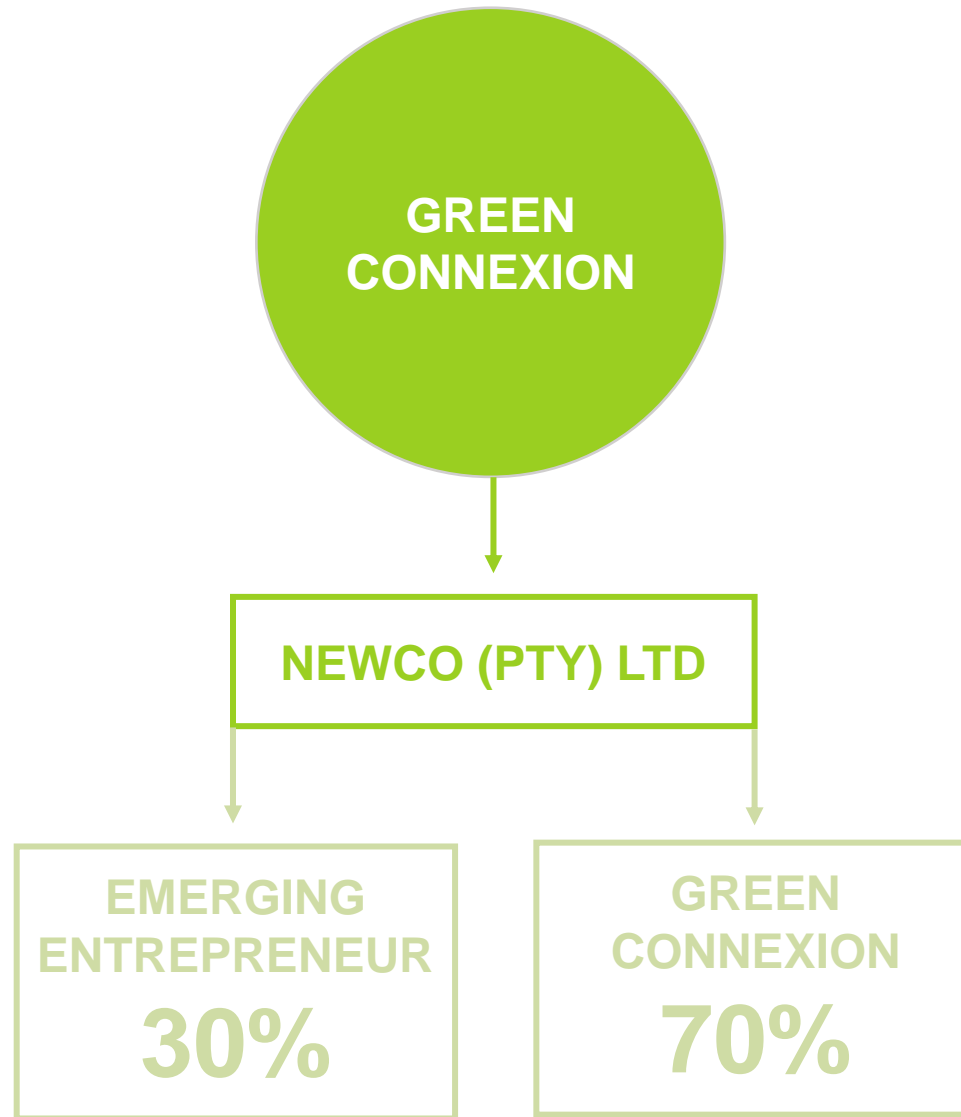 GREEN
CONNEXION
NEWCO (PTY) LTD
EMERGING
ENTREPRENEUR
30%
GREEN
CONNEXION
70%